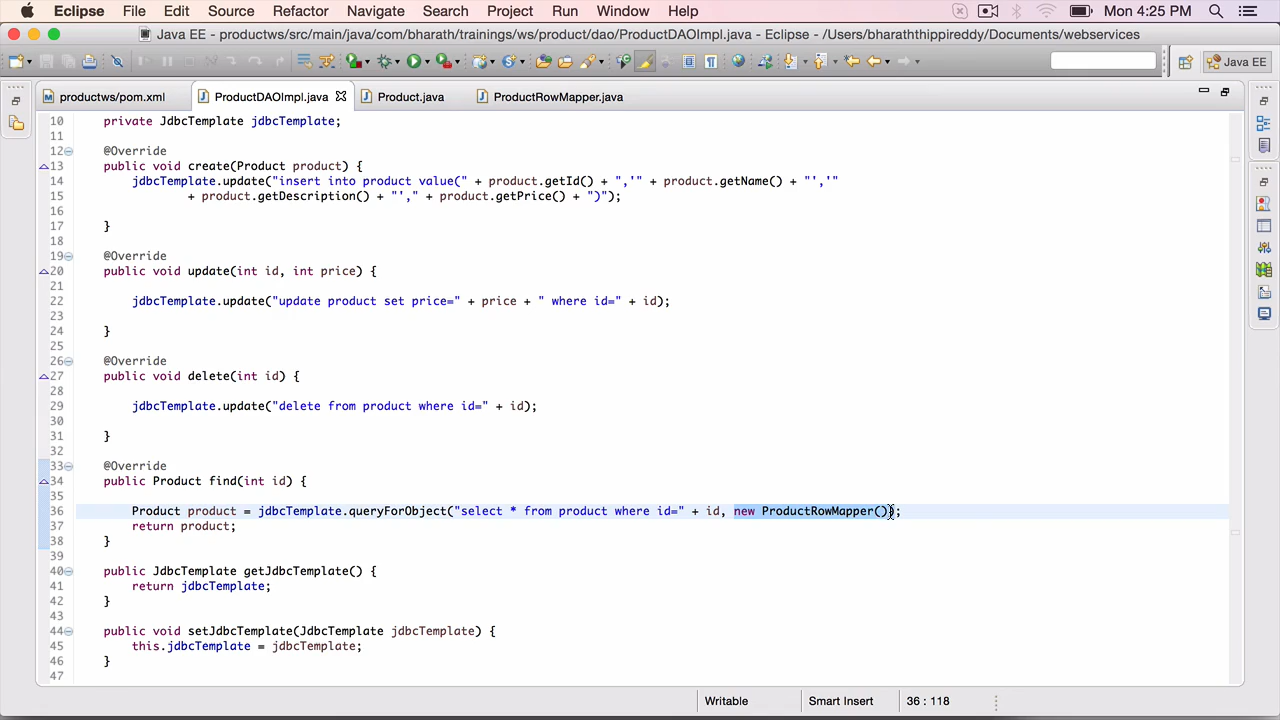 Eclipse File Edit Source Refactor Navigate Search Project Run Window Help Mon 4:25 PM
Java EE - productws/src/main/java/com/bharath/trainings/ws/product/dao/ProductDAOImpl.java - Eclipse - /Users/bharaththippireddy/Documents/webservices
Java EE
productws/pom.xml ProductDAOImpl.java Product.java ProductRowMapper.java
10 private JdbcTemplate jdbcTemplate;
11
12 @Override
13 public void create(Product product) {
14 jdbcTemplate.update("insert into product value(" + product.getId() + ",'" + product.getName() + "','"
15 + product.getDescription() + "'," + product.getPrice() + ")");
16
17 }
18
19 @Override
20 public void update(int id, int price) {
21
22 jdbcTemplate.update("update product set price=" + price + " where id=" + id);
23
24 }
25
26 @Override
27 public void delete(int id) {
28
29 jdbcTemplate.update("delete from product where id=" + id);
30
31 }
32
33 @Override
34 public Product find(int id) {
35
36 Product product = jdbcTemplate.queryForObject("select * from product where id=" + id, new ProductRowMapper());
37 return product;
38 }
39
40 public JdbcTemplate getJdbcTemplate() {
41 return jdbcTemplate;
42 }
43
44 public void setJdbcTemplate(JdbcTemplate jdbcTemplate) {
45 this.jdbcTemplate = jdbcTemplate;
46 }
47
Writable Smart Insert 36 : 118